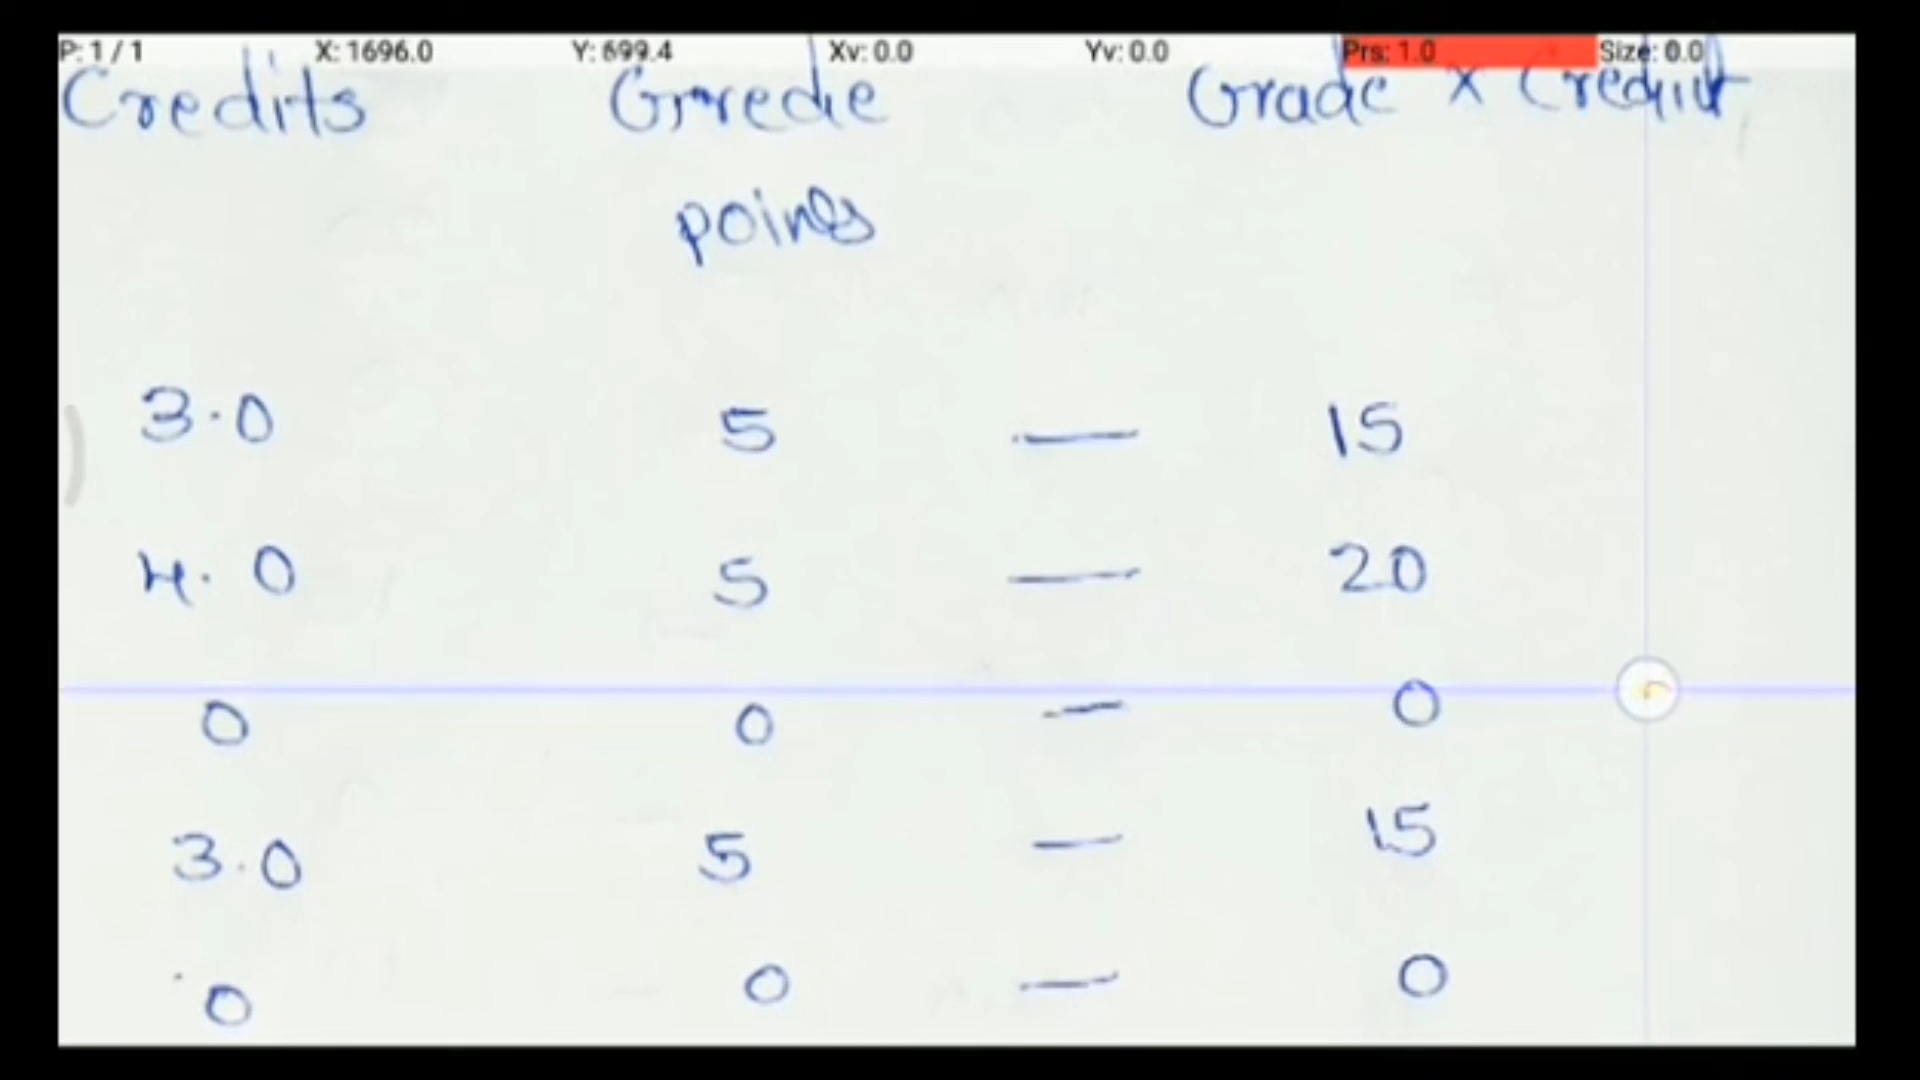 P: 1 / 1 X: 1696.0 Y: 699.4 Xv: 0.0 Yv: 0.0 Prs: 1.0 Size: 0.0
Credits Grede Grade x Credit
points
3.0 5 — 15
4.0 5 — 20
0 0 — 0
3.0 5 — 15
0 0 — 0